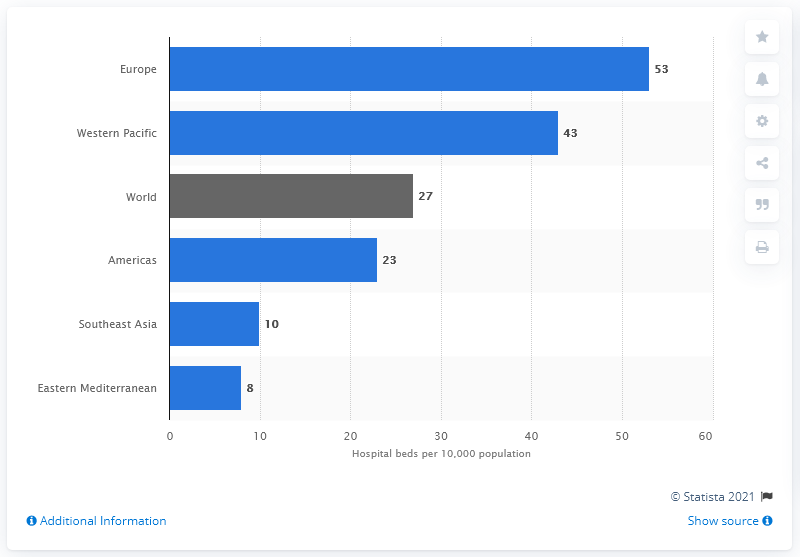 Europe 53
Western Pacific 43
World 27
Americas 23
Southeast Asia 10
Eastern Mediterranean 8
0 10 20 30 40 50 60
Hospital beds per 10,000 population
© Statista 2021
Additional Information Show source